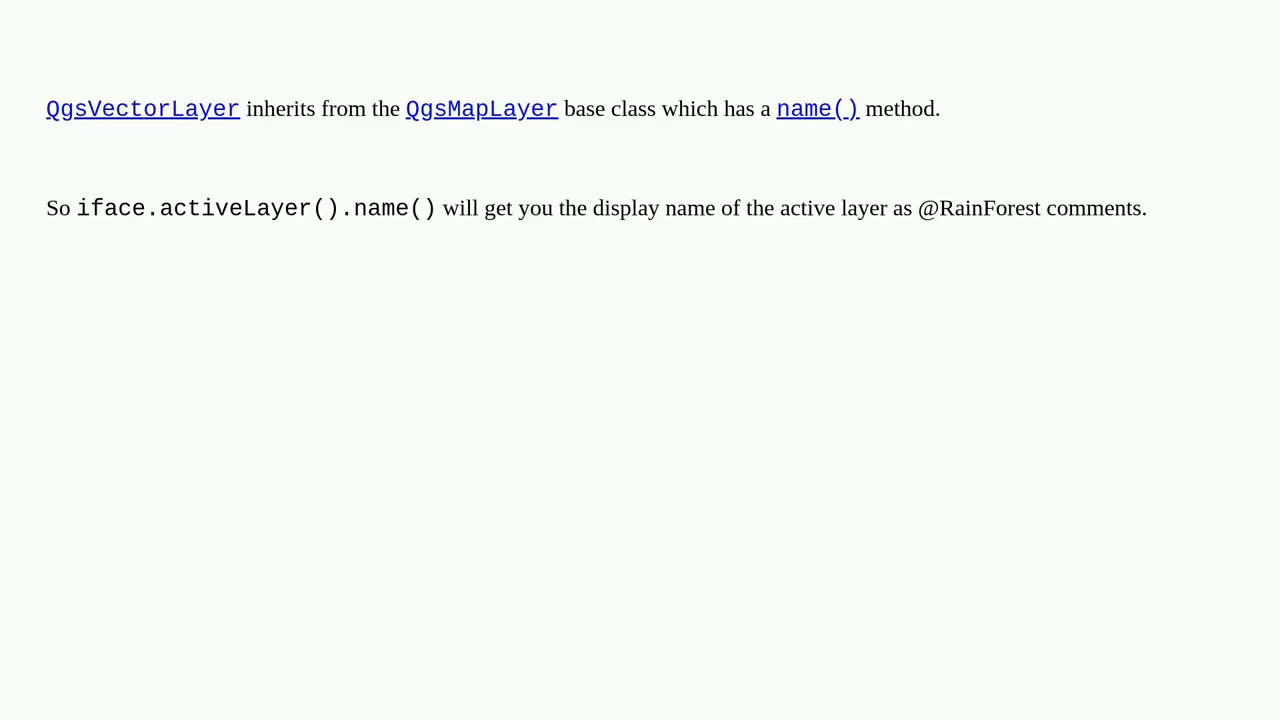 QgsVectorLayer inherits from the QgsMapLayer base class which has a name() method.
So iface.activeLayer().name() will get you the display name of the active layer as @RainForest comments.